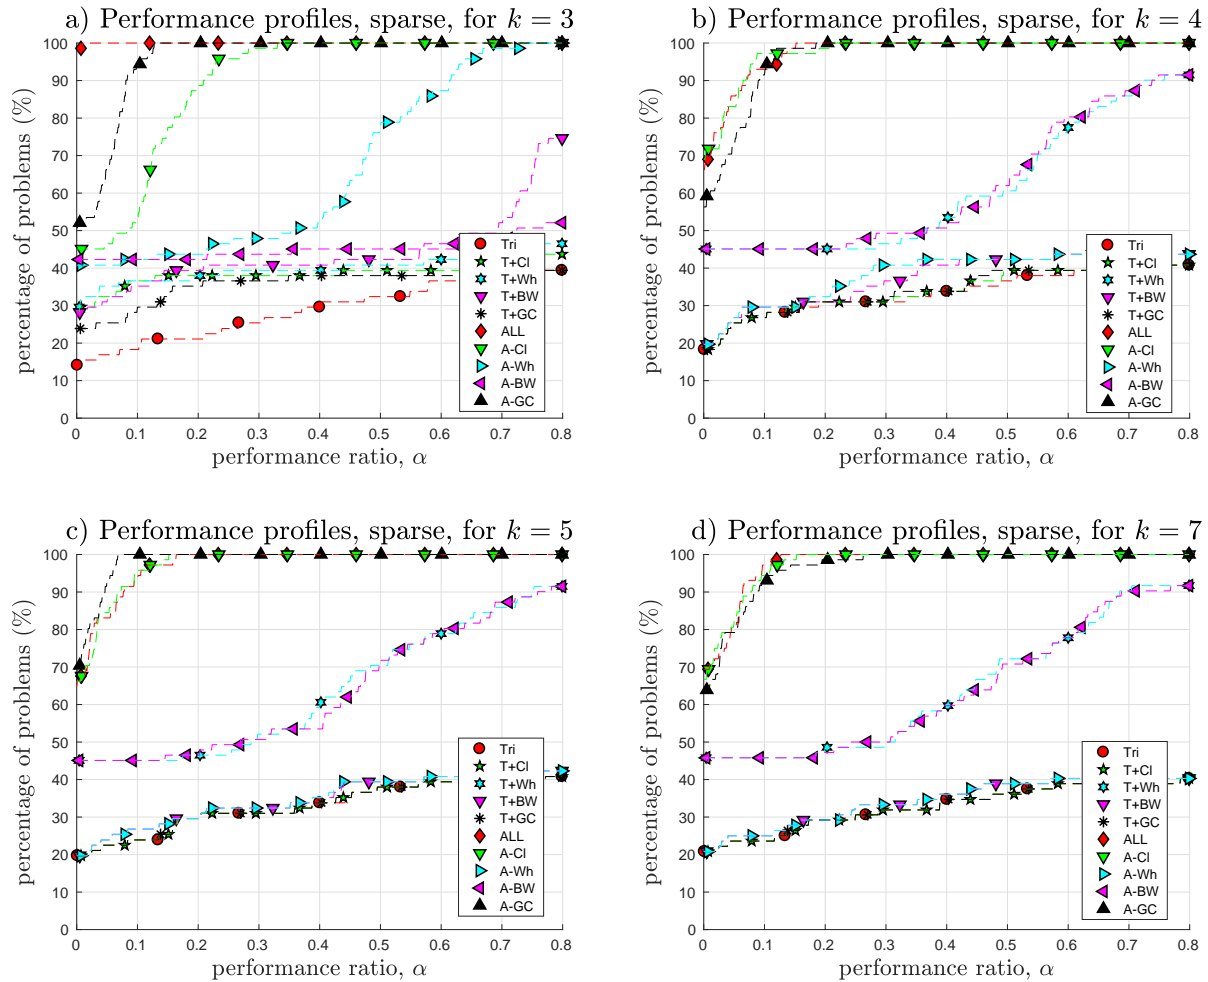 a) Performance profiles, sparse, for k = 3
percentage of problems (%)
100
90
80
70
60
50
40
30
20
10
0
0 0.1 0.2 0.3 0.4 0.5 0.6 0.7 0.8
performance ratio, α
Tri
T+Cl
T+Wh
T+BW
T+GC
ALL
A-Cl
A-Wh
A-BW
A-GC
b) Performance profiles, sparse, for k = 4
percentage of problems (%)
100
90
80
70
60
50
40
30
20
10
0
0 0.1 0.2 0.3 0.4 0.5 0.6 0.7 0.8
performance ratio, α
Tri
T+Cl
T+Wh
T+BW
T+GC
ALL
A-Cl
A-Wh
A-BW
A-GC
c) Performance profiles, sparse, for k = 5
percentage of problems (%)
100
90
80
70
60
50
40
30
20
10
0
0 0.1 0.2 0.3 0.4 0.5 0.6 0.7 0.8
performance ratio, α
Tri
T+Cl
T+Wh
T+BW
T+GC
ALL
A-Cl
A-Wh
A-BW
A-GC
d) Performance profiles, sparse, for k = 7
percentage of problems (%)
100
90
80
70
60
50
40
30
20
10
0
0 0.1 0.2 0.3 0.4 0.5 0.6 0.7 0.8
performance ratio, α
Tri
T+Cl
T+Wh
T+BW
T+GC
ALL
A-Cl
A-Wh
A-BW
A-GC